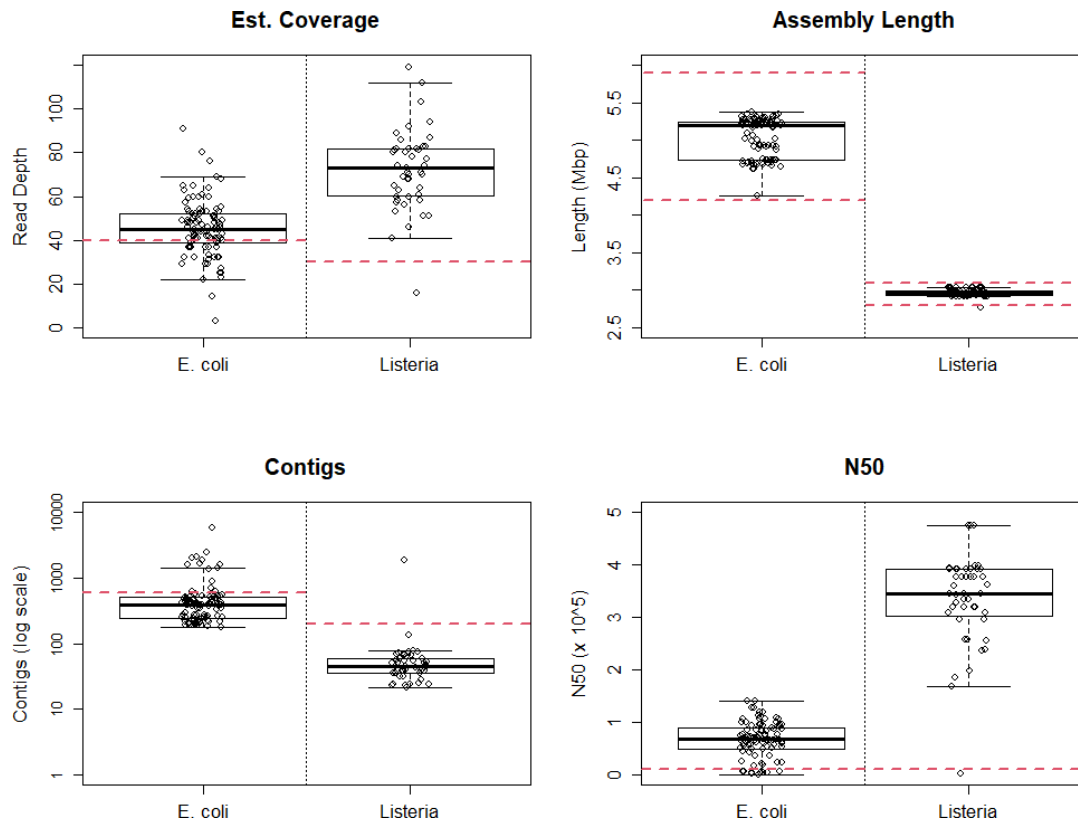 Est. Coverage
Read Depth
100
80
60
40
20
0
E. coli
Listeria
Assembly Length
Length (Mbp)
5.5
4.5
3.5
2.5
E. coli
Listeria
Contigs
Contigs (log scale)
10000
1000
100
10
1
E. coli
Listeria
N50
N50 (x 10^5)
5
4
3
2
1
0
E. coli
Listeria